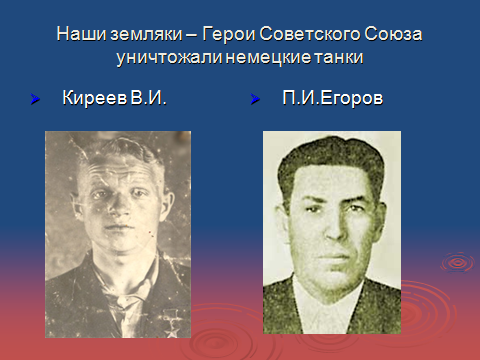 Наши земляки – Герои Советского Союза
уничтожали немецкие танки
Киреев В.И.
П.И.Егоров